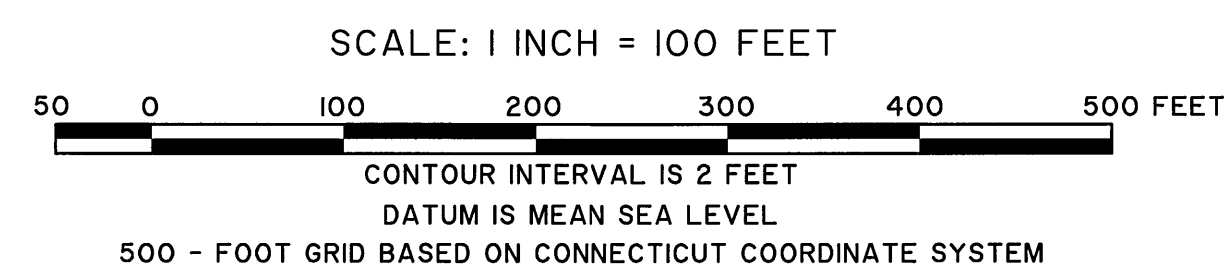 SCALE: 1 INCH = 100 FEET
50 0 100 200 300 400 500 FEET
CONTOUR INTERVAL IS 2 FEET
DATUM IS MEAN SEA LEVEL
500 - FOOT GRID BASED ON CONNECTICUT COORDINATE SYSTEM